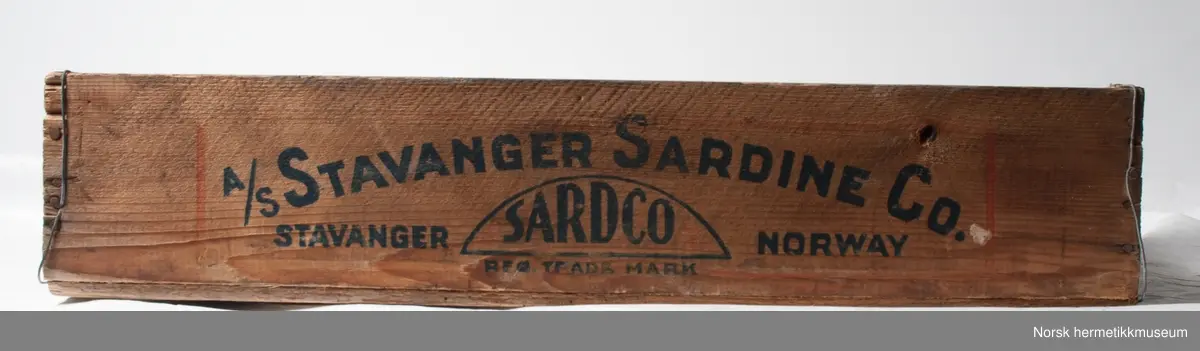 A/S STAVANGER SARDINE CO.
STAVANGER SARDCO NORWAY
REG. TRADE MARK
Norsk hermetikkmuseum